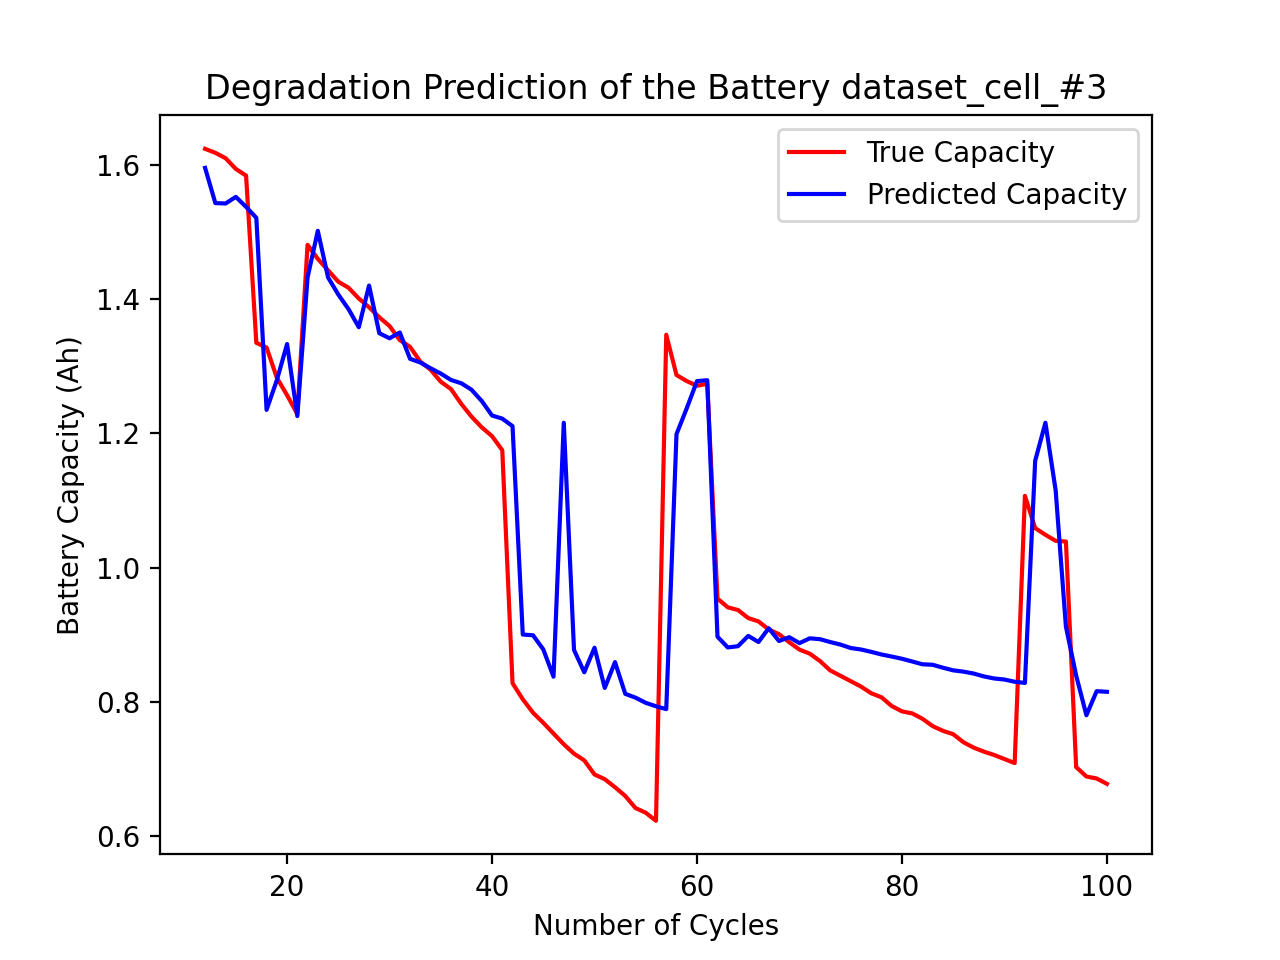 Degradation Prediction of the Battery dataset_cell_#3
True Capacity
Predicted Capacity
1.6
1.4
1.2
1.0
0.8
0.6
Battery Capacity (Ah)
20 40 60 80 100
Number of Cycles